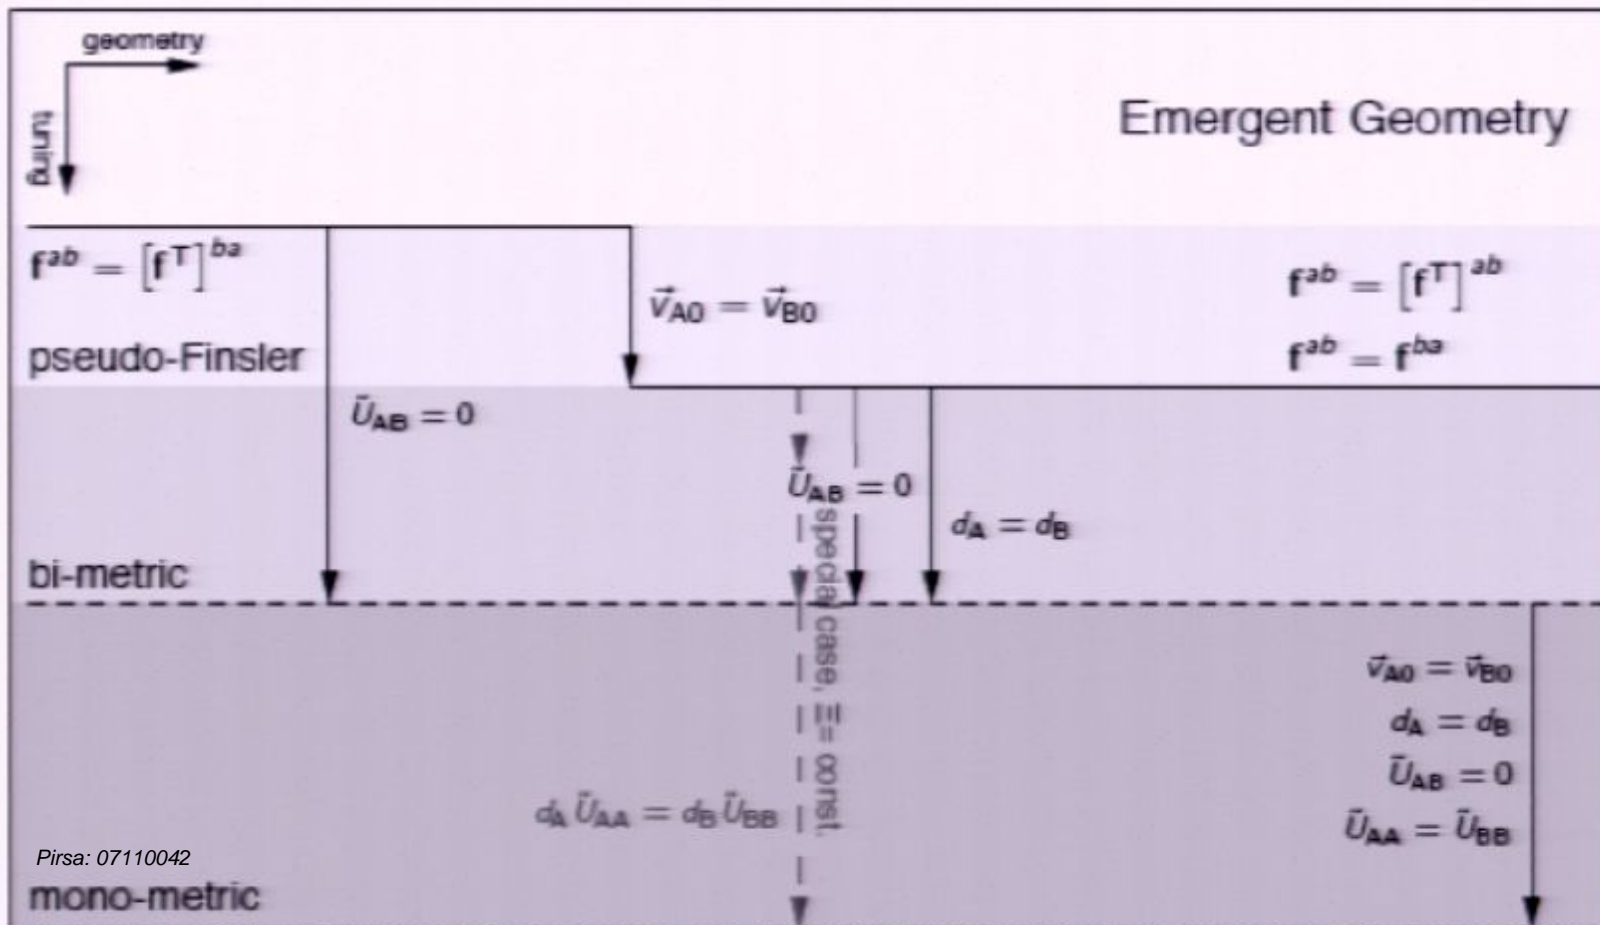 geometry
tuning
Emergent Geometry
f^{ab} = [f^T]^{ba}
v⃗_{A0} = v⃗_{B0}
f^{ab} = [f^T]^{ab}
f^{ab} = f^{ba}
pseudo-Finsler
Ũ_{AB} = 0
Ũ_{AB} = 0
d_A = d_B
special case, Ξ = const.
bi-metric
v⃗_{A0} = v⃗_{B0}
d_A = d_B
Ũ_{AB} = 0
Ũ_{AA} = Ũ_{BB}
d_A Ũ_{AA} = d_B Ũ_{BB}
Pirsa: 07110042
mono-metric